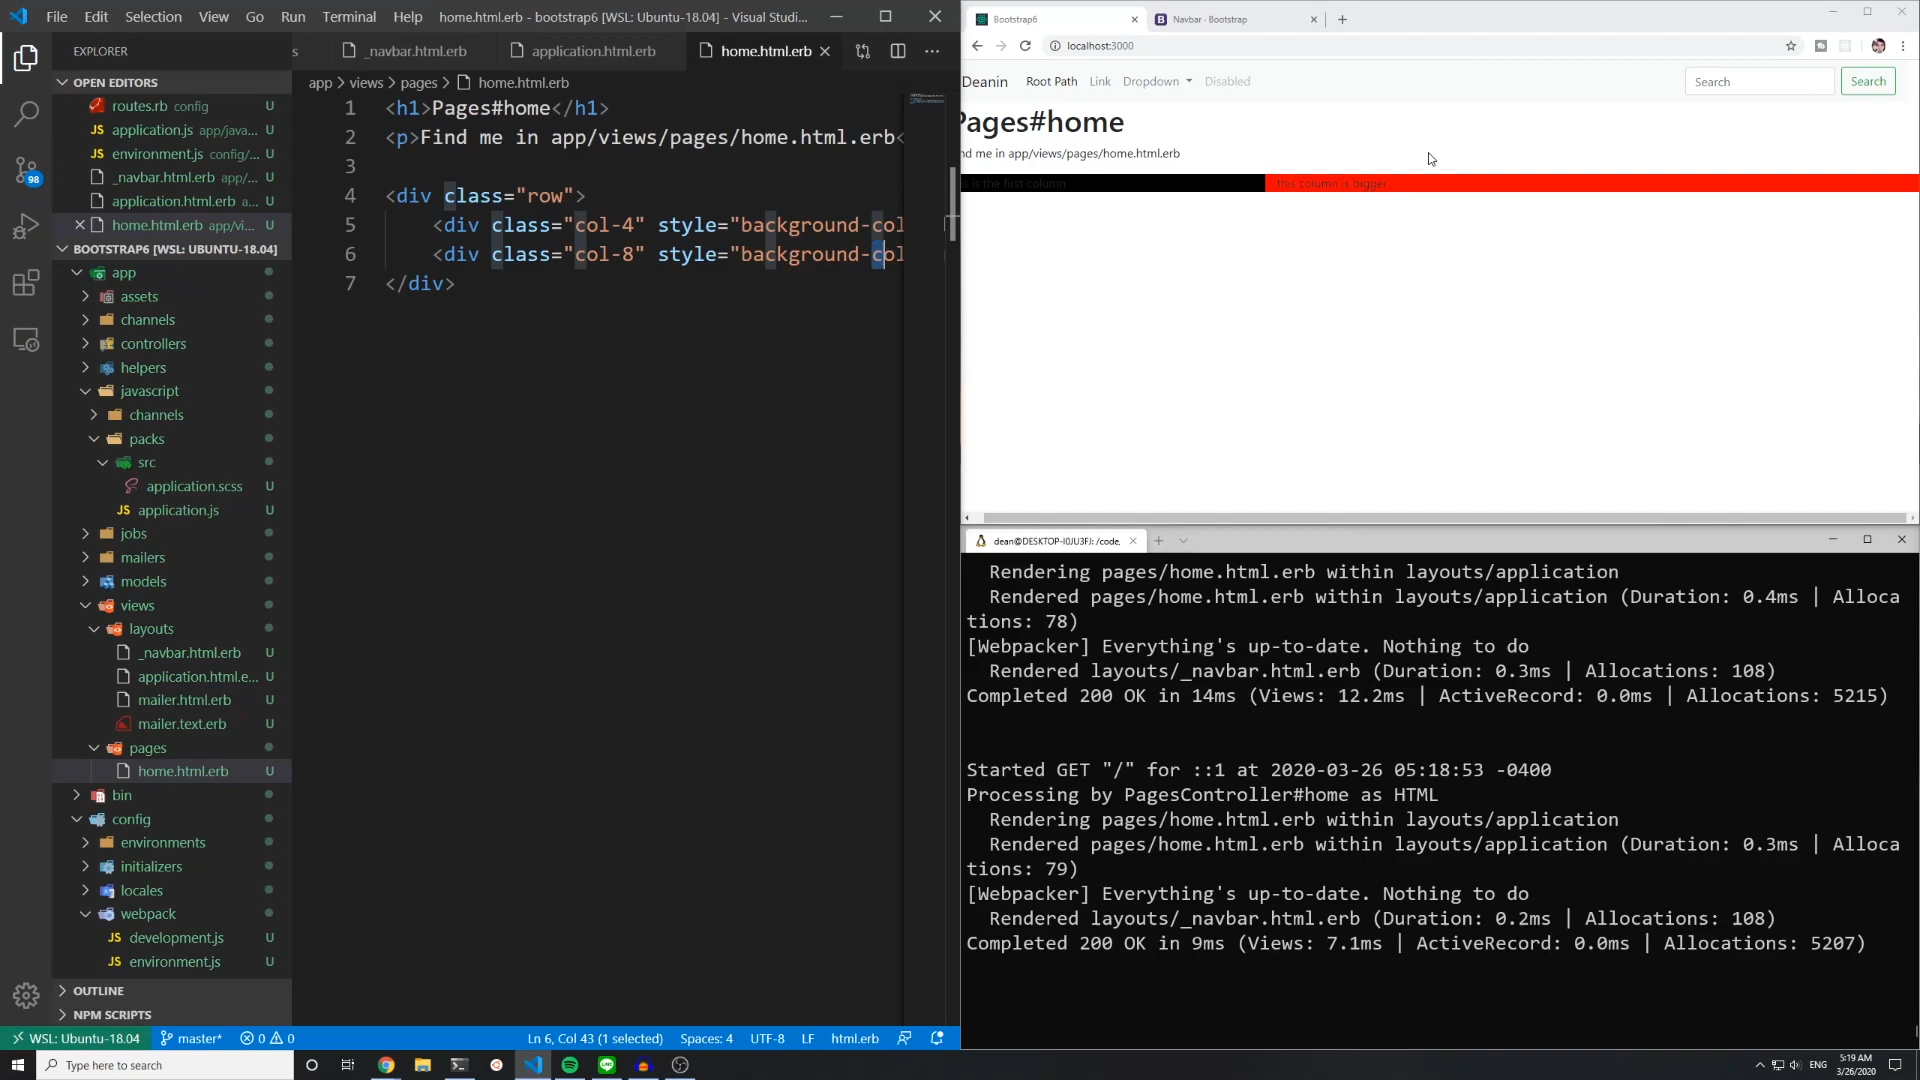 File Edit Selection View Go Run Terminal Help home.html.erb - bootstrap6 [WSL: Ubuntu-18.04] - Visual Studi...
EXPLORER
s _navbar.html.erb application.html.erb home.html.erb
app > views > pages > home.html.erb
OPEN EDITORS
routes.rb config U
JS application.js app/java... U
JS environment.js config/... U
_navbar.html.erb app/... U
application.html.erb a... U
home.html.erb app/vi... U
BOOTSTRAP6 [WSL: UBUNTU-18.04]
app
assets
channels
controllers
helpers
javascript
channels
packs
src
application.scss U
JS application.js U
jobs
mailers
models
views
layouts
_navbar.html.erb U
application.html.e... U
mailer.html.erb U
mailer.text.erb U
pages
home.html.erb U
bin
config
environments
initializers
locales
webpack
JS development.js U
JS environment.js U
OUTLINE
NPM SCRIPTS
98
1 <h1>Pages#home</h1>
2 <p>Find me in app/views/pages/home.html.erb<
3
4 <div class="row">
5 <div class="col-4" style="background-col
6 <div class="col-8" style="background-col
7 </div>
WSL: Ubuntu-18.04 master* 0 0 Ln 6, Col 43 (1 selected) Spaces: 4 UTF-8 LF html.erb
Bootstrap6 B Navbar - Bootstrap
localhost:3000
Deanin Root Path Link Dropdown Disabled Search Search
Pages#home
nd me in app/views/pages/home.html.erb
s is the first column this column is bigger
dean@DESKTOP-I0JU3FJ: /code,
Rendering pages/home.html.erb within layouts/application
Rendered pages/home.html.erb within layouts/application (Duration: 0.4ms | Alloca
tions: 78)
[Webpacker] Everything's up-to-date. Nothing to do
Rendered layouts/_navbar.html.erb (Duration: 0.3ms | Allocations: 108)
Completed 200 OK in 14ms (Views: 12.2ms | ActiveRecord: 0.0ms | Allocations: 5215)
Started GET "/" for ::1 at 2020-03-26 05:18:53 -0400
Processing by PagesController#home as HTML
Rendering pages/home.html.erb within layouts/application
Rendered pages/home.html.erb within layouts/application (Duration: 0.3ms | Alloca
tions: 79)
[Webpacker] Everything's up-to-date. Nothing to do
Rendered layouts/_navbar.html.erb (Duration: 0.2ms | Allocations: 108)
Completed 200 OK in 9ms (Views: 7.1ms | ActiveRecord: 0.0ms | Allocations: 5207)
Type here to search
ENG
5:19 AM
3/26/2020